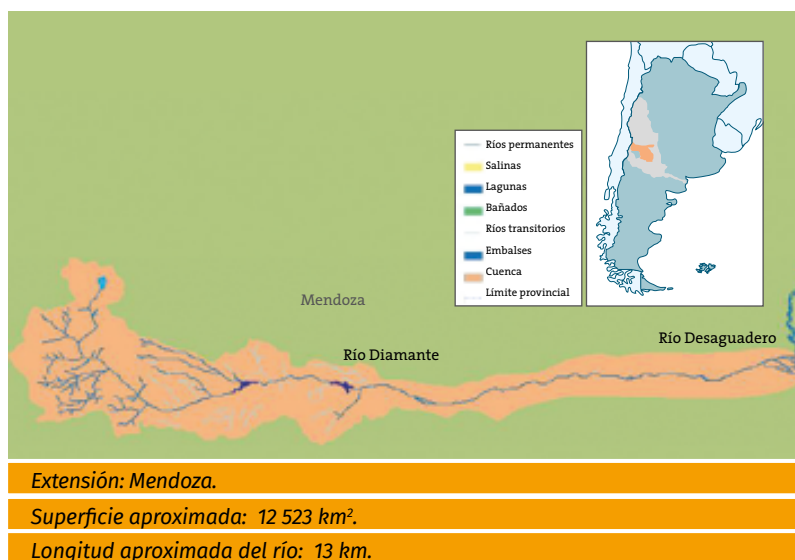 Ríos permanentes
Salinas
Lagunas
Bañados
Ríos transitorios
Embalses
Cuenca
Límite provincial
Mendoza
Río Diamante
Río Desaguadero
Extensión: Mendoza.
Superficie aproximada: 12 523 km².
Longitud aproximada del río: 13 km.